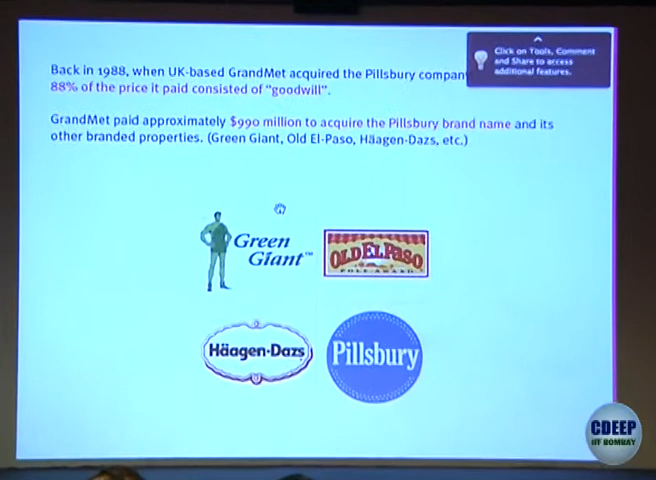 Back in 1988, when UK-based GrandMet acquired the Pillsbury company
88% of the price it paid consisted of "goodwill".
GrandMet paid approximately $990 million to acquire the Pillsbury brand name and its
other branded properties. (Green Giant, Old El-Paso, Häagen-Dazs, etc.)
Click on Tools, Comment
and Share to access
additional features.
Green
Giant™
OLD EL PASO
Häagen-Dazs
Pillsbury
CDEEP
IIT BOMBAY